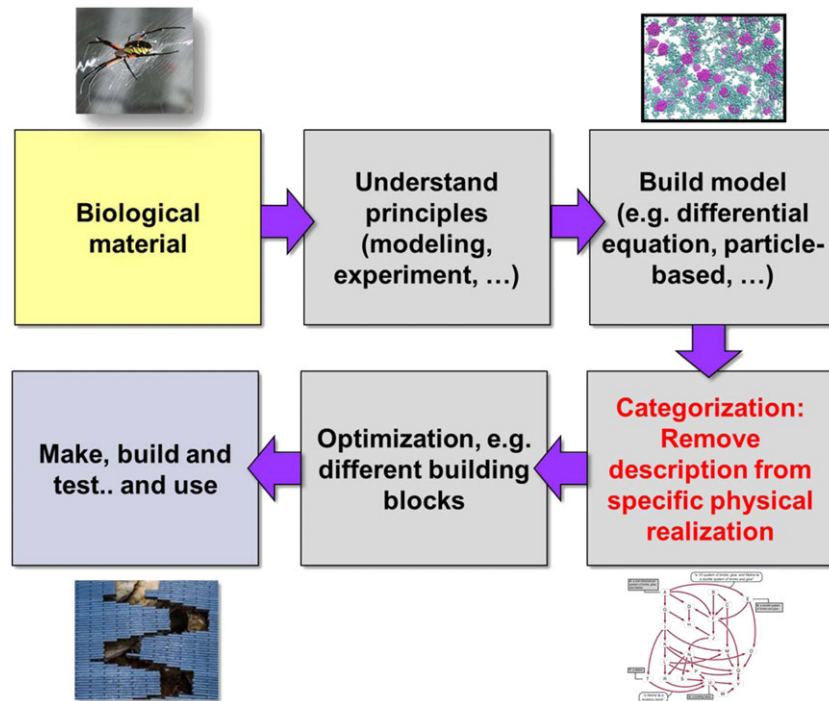 Biological
material
Understand
principles
(modeling,
experiment, …)
Build model
(e.g. differential
equation, particle-
based, …)
Categorization:
Remove
description from
specific physical
realization
Optimization, e.g.
different building
blocks
Make, build and
test.. and use